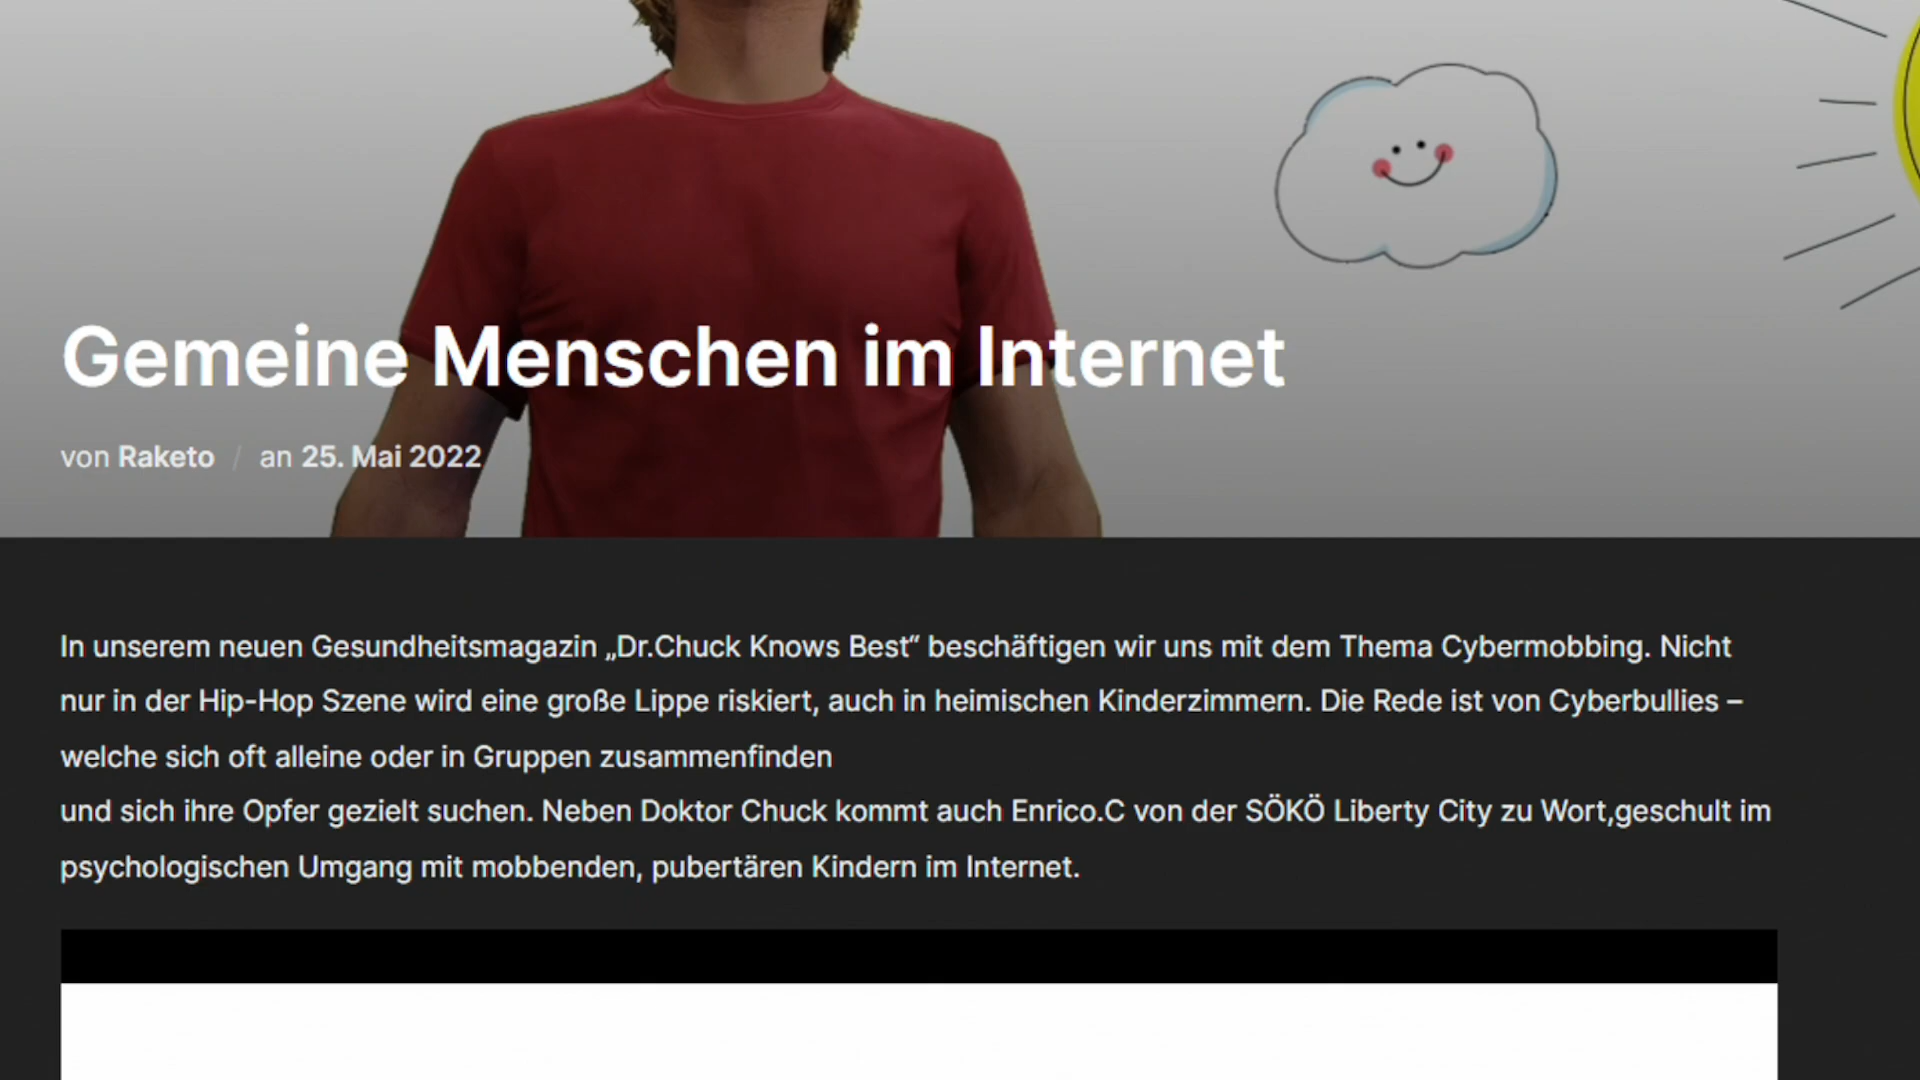 Gemeine Menschen im Internet
von Raketo / an 25. Mai 2022
In unserem neuen Gesundheitsmagazin „Dr.Chuck Knows Best“ beschäftigen wir uns mit dem Thema Cybermobbing. Nicht
nur in der Hip-Hop Szene wird eine große Lippe riskiert, auch in heimischen Kinderzimmern. Die Rede ist von Cyberbullies –
welche sich oft alleine oder in Gruppen zusammenfinden
und sich ihre Opfer gezielt suchen. Neben Doktor Chuck kommt auch Enrico.C von der SÖKÖ Liberty City zu Wort,geschult im
psychologischen Umgang mit mobbenden, pubertären Kindern im Internet.